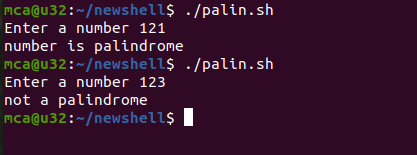 mca@u32:~/newshell$ ./palin.sh
Enter a number 121
number is palindrome
mca@u32:~/newshell$ ./palin.sh
Enter a number 123
not a palindrome
mca@u32:~/newshell$